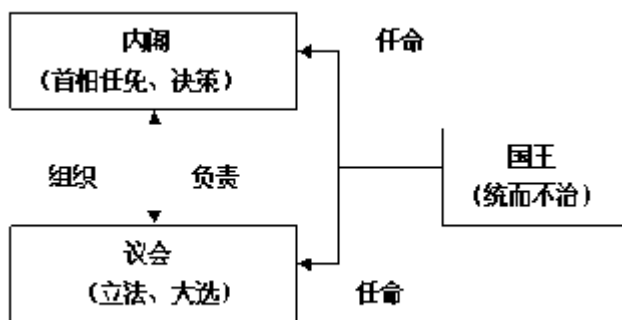 内阁
任命
（首相任免、决策）
组织
负责
国王
（统而不治）
议会
（立法、大选）
任命